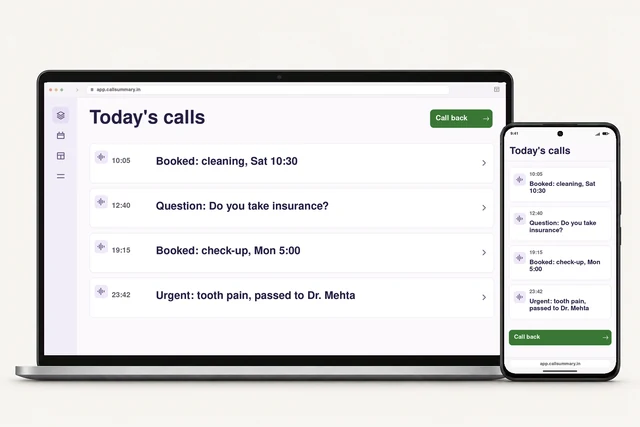 app.callsummary.in
Today's calls
Call back →
10:05
Booked: cleaning, Sat 10:30
12:40
Question: Do you take insurance?
19:15
Booked: check-up, Mon 5:00
23:42
Urgent: tooth pain, passed to Dr. Mehta
9:41
Today's calls
10:05
Booked: cleaning, Sat
10:30
12:40
Question: Do you take
insurance?
19:15
Booked: check-up, Mon
5:00
23:42
Urgent: tooth pain,
passed to Dr. Mehta
Call back →
app.callsummary.in